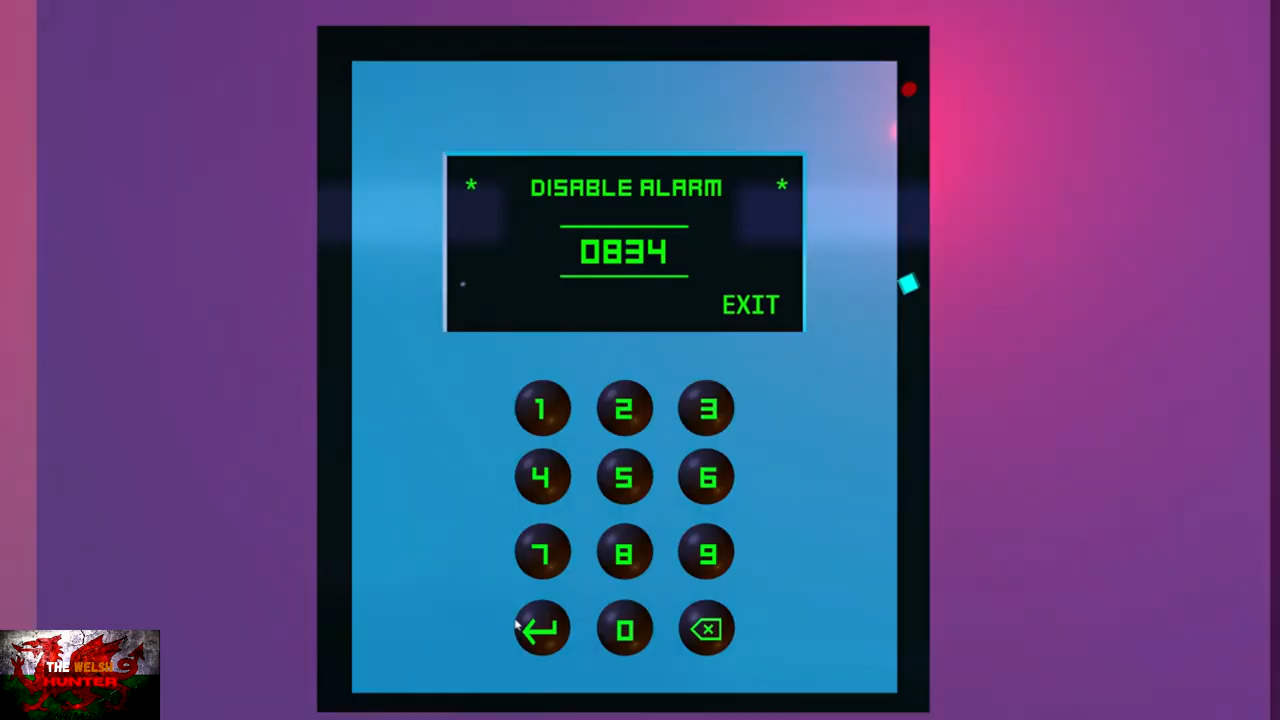 * DISABLE ALARM *
0834
EXIT
1 2 3
4 5 6
7 8 9
0
THE WELSH
HUNTER